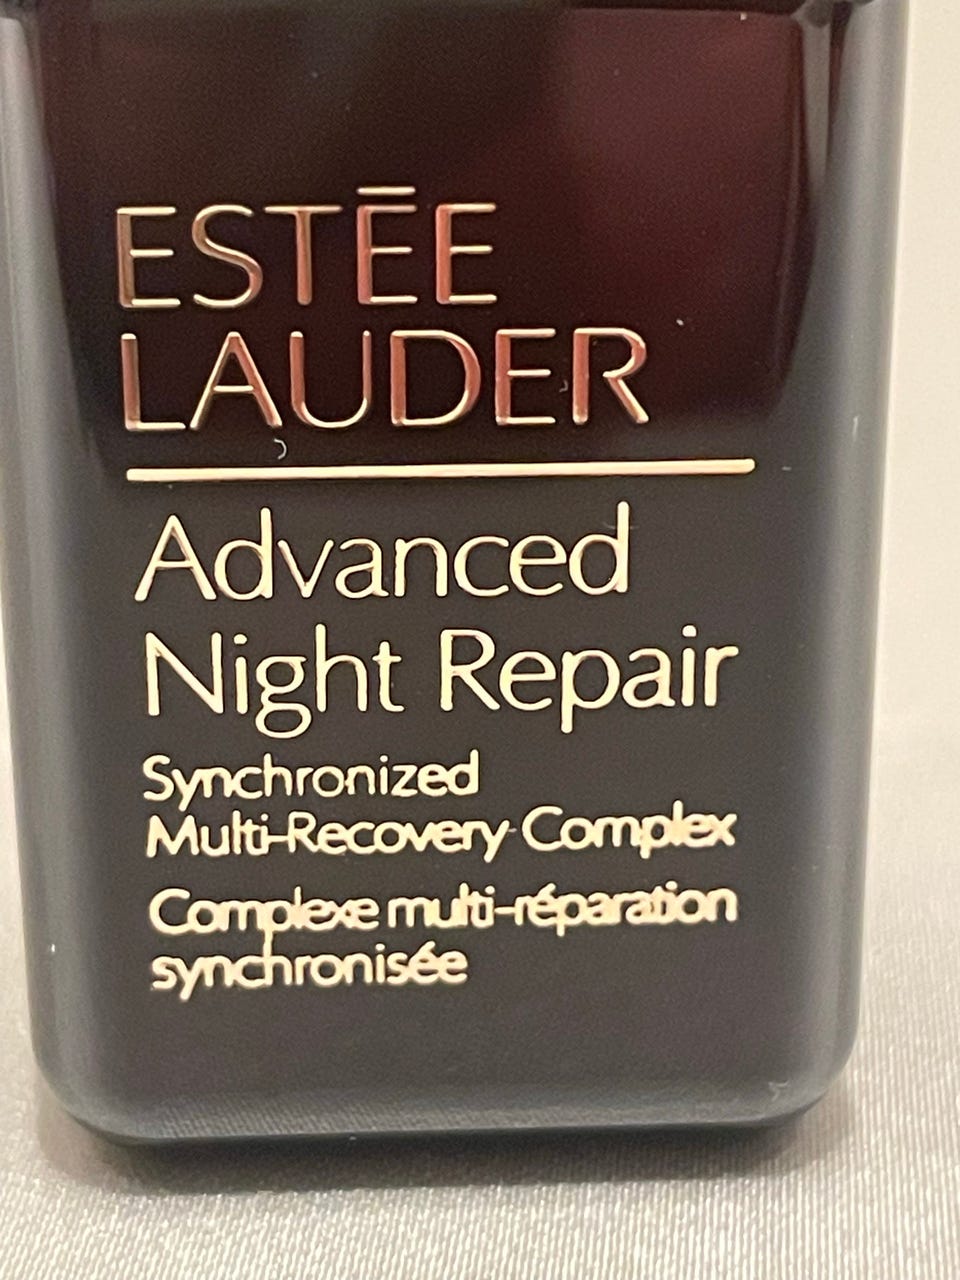 ESTĒE
LAUDER
Advanced
Night Repair
Synchronized
Multi-Recovery Complex
Complexe multi-réparation
synchronisée